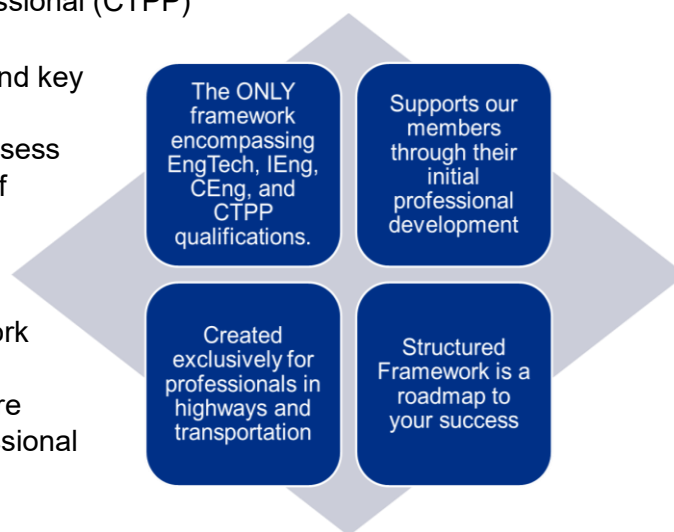 ssional (CTPP)
nd key
sess
f
ork
re
sional
The ONLY
framework
encompassing
EngTech, IEng,
CEng, and
CTPP
qualifications.
Supports our
members
through their
initial
professional
development
Created
exclusively for
professionals in
highways and
transportation
Structured
Framework is a
roadmap to
your success